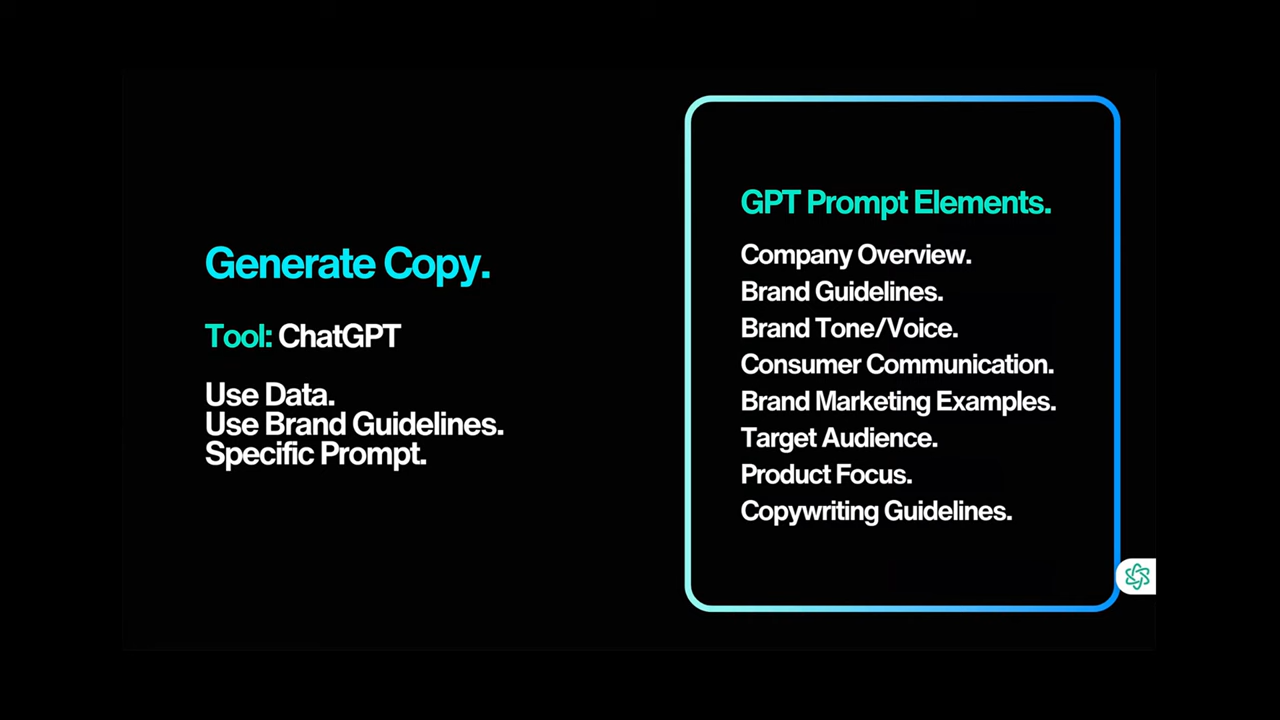 Generate Copy.
Tool: ChatGPT
Use Data.
Use Brand Guidelines.
Specific Prompt.
GPT Prompt Elements.
Company Overview.
Brand Guidelines.
Brand Tone/Voice.
Consumer Communication.
Brand Marketing Examples.
Target Audience.
Product Focus.
Copywriting Guidelines.